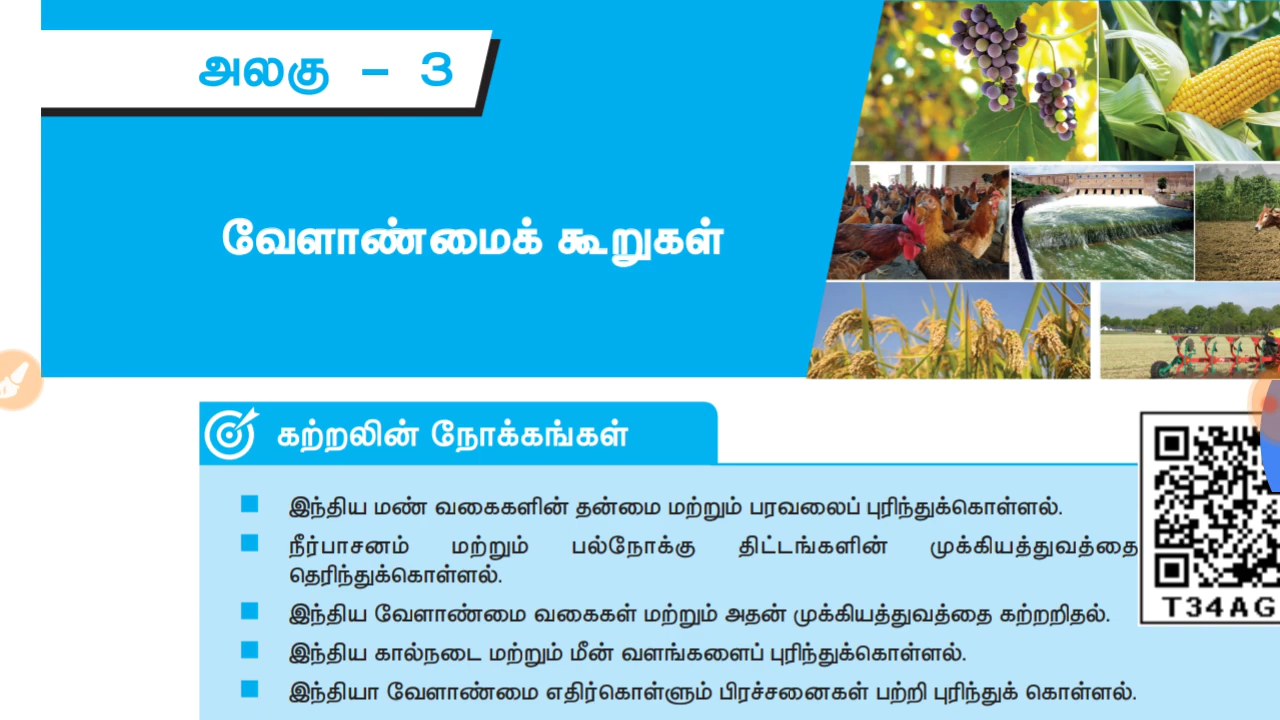 அலகு – 3
வேளாண்மைக் கூறுகள்
கற்றலின் நோக்கங்கள்
இந்திய மண் வகைகளின் தன்மை மற்றும் பரவலைப் புரிந்துக்கொள்ளல்.
நீர்பாசனம் மற்றும் பல்நோக்கு திட்டங்களின் முக்கியத்துவத்தை
தெரிந்துக்கொள்ளல்.
இந்திய வேளாண்மை வகைகள் மற்றும் அதன் முக்கியத்துவத்தை கற்றறிதல்.
இந்திய கால்நடை மற்றும் மீன் வளங்களைப் புரிந்துக்கொள்ளல்.
இந்தியா வேளாண்மை எதிர்கொள்ளும் பிரச்சனைகள் பற்றி புரிந்துக் கொள்ளல்.
T34AG